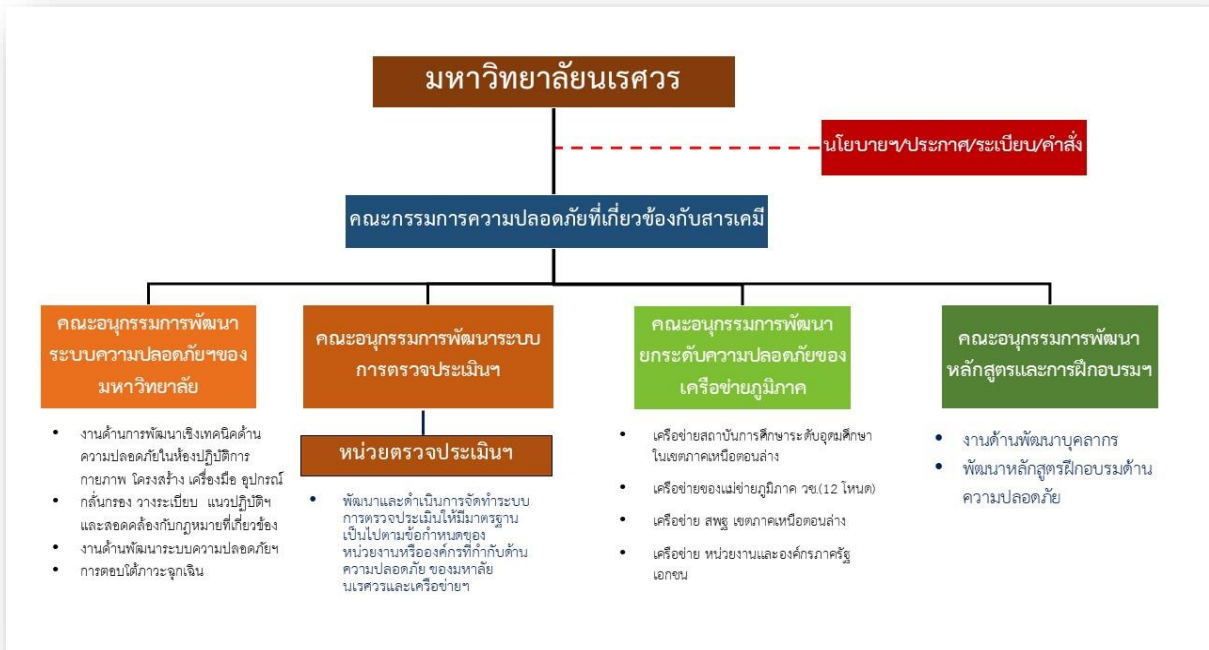 มหาวิทยาลัยนเรศวร
นโยบายฯ/ประกาศ/ระเบียบ/คำสั่ง
คณะกรรมการความปลอดภัยที่เกี่ยวข้องกับสารเคมี
คณะอนุกรรมการพัฒนา
ระบบความปลอดภัยฯของ
มหาวิทยาลัย
• งานด้านการพัฒนาเชิงเทคนิคด้าน
ความปลอดภัยในห้องปฏิบัติการ
กายภาพ โครงสร้าง เครื่องมือ อุปกรณ์
• กลั่นกรอง วางระเบียบ แนวปฏิบัติฯ
และสอดคล้องกับกฎหมายที่เกี่ยวข้อง
• งานด้านพัฒนาระบบความปลอดภัยฯ
• การตอบโต้ภาวะฉุกเฉิน
คณะอนุกรรมการพัฒนาระบบ
การตรวจประเมินฯ
หน่วยตรวจประเมินฯ
• พัฒนาและดำเนินการจัดทำระบบ
การตรวจประเมินให้มีมาตรฐาน
เป็นไปตามข้อกำหนดของ
หน่วยงานหรือองค์กรที่กำกับด้าน
ความปลอดภัย ของมหาลัย
นเรศวรและเครือข่ายฯ
คณะอนุกรรมการพัฒนา
ยกระดับความปลอดภัยของ
เครือข่ายภูมิภาค
• เครือข่ายสถาบันการศึกษาระดับอุดมศึกษา
ในเขตภาคเหนือตอนล่าง
• เครือข่ายของแม่ข่ายภูมิภาค วช.(12 โหนด)
• เครือข่าย สพฐ เขตภาคเหนือตอนล่าง
• เครือข่าย หน่วยงานและองค์กรภาครัฐ
เอกชน
คณะอนุกรรมการพัฒนา
หลักสูตรและการฝึกอบรมฯ
• งานด้านพัฒนาบุคลากร
• พัฒนาหลักสูตรฝึกอบรมด้าน
ความปลอดภัย